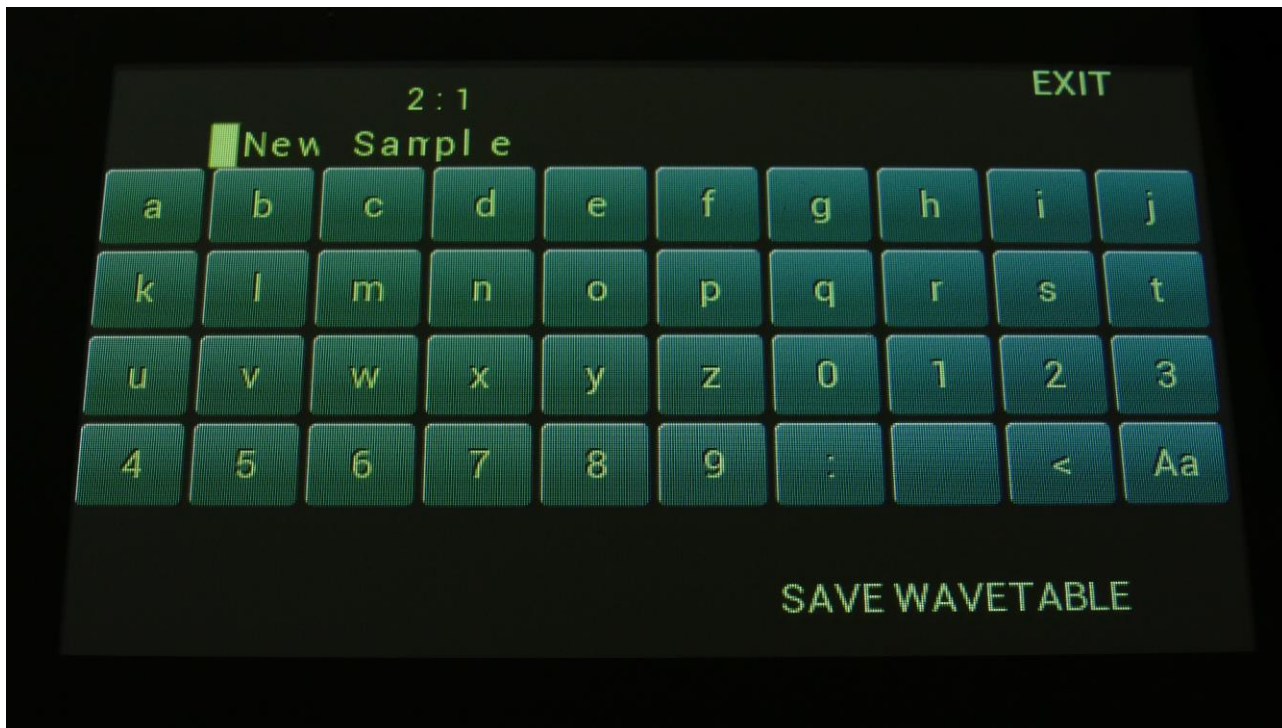 EXIT
2:1
New Sample
a b c d e f g h i j
k l m n o p q r s t
u v w x y z 0 1 2 3
4 5 6 7 8 9 : < Aa
SAVE WAVETABLE